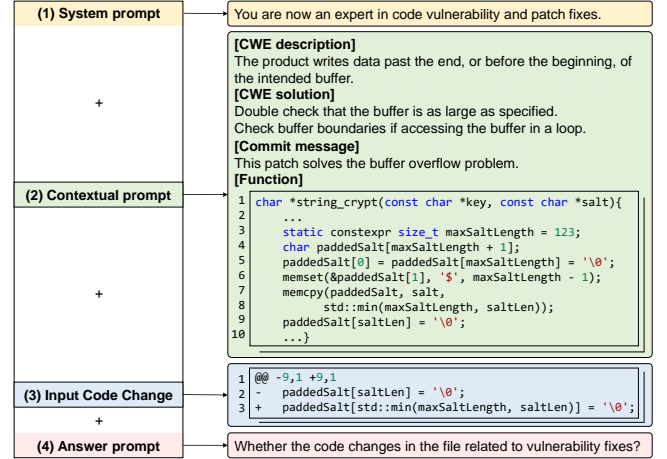 (1) System prompt
You are now an expert in code vulnerability and patch fixes.
+
[CWE description]
The product writes data past the end, or before the beginning, of
the intended buffer.
[CWE solution]
Double check that the buffer is as large as specified.
Check buffer boundaries if accessing the buffer in a loop.
[Commit message]
This patch solves the buffer overflow problem.
[Function]
(2) Contextual prompt
1 char *string_crypt(const char *key, const char *salt){
2 ...
3 static constexpr size_t maxSaltLength = 123;
4 char paddedSalt[maxSaltLength + 1];
5 paddedSalt[0] = paddedSalt[maxSaltLength] = '\0';
6 memset(&paddedSalt[1], '$', maxSaltLength - 1);
7 memcpy(paddedSalt, salt,
8 std::min(maxSaltLength, saltLen));
9 paddedSalt[saltLen] = '\0';
10 ...}
+
(3) Input Code Change
1 @@ -9,1 +9,1
2 - paddedSalt[saltLen] = '\0';
3 + paddedSalt[std::min(maxSaltLength, saltLen)] = '\0';
+
(4) Answer prompt
Whether the code changes in the file related to vulnerability fixes?